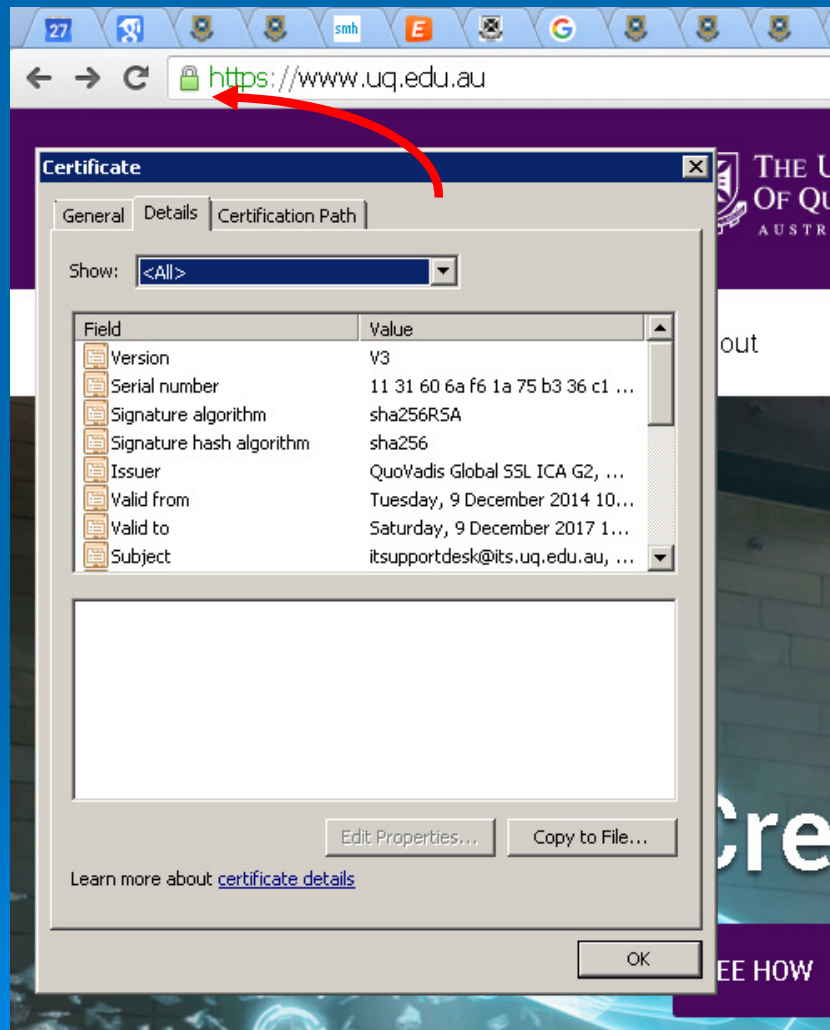 27 g smh E G
https://www.uq.edu.au
THE U
OF QU
AUSTR
Certificate
General Details Certification Path
Show: <All>
Field Value
Version V3
Serial number 11 31 60 6a f6 1a 75 b3 36 c1 ...
Signature algorithm sha256RSA
Signature hash algorithm sha256
Issuer QuoVadis Global SSL ICA G2, ...
Valid from Tuesday, 9 December 2014 10...
Valid to Saturday, 9 December 2017 1...
Subject itsupportdesk@its.uq.edu.au, ...
out
Edit Properties... Copy to File...
Cre
Learn more about certificate details
OK
EE HOW